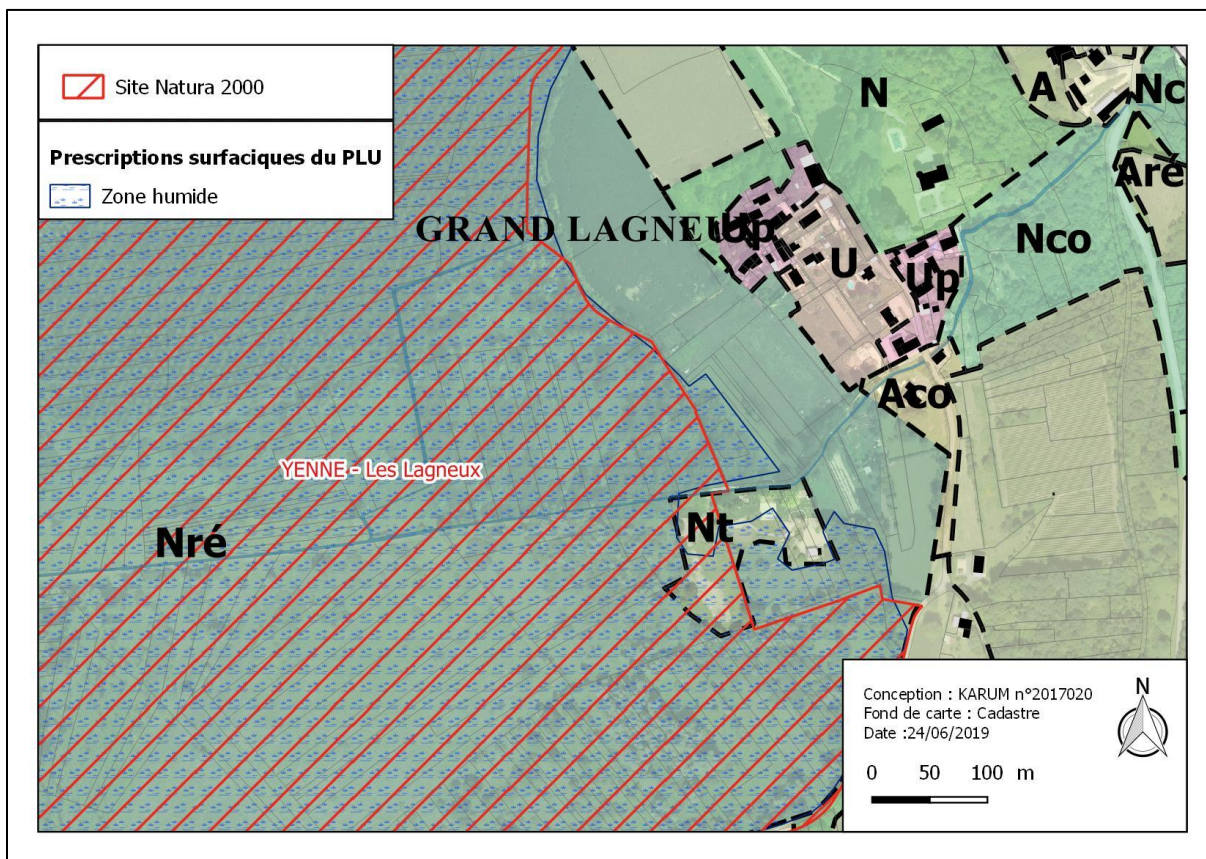 Site Natura 2000
Prescriptions surfaciques du PLU
Zone humide
N
A
Nc
Aré
GRAND LAGNEUX
Up
U
Up
Nco
Aco
YENNE - Les Lagneux
Nré
Nt
Conception : KARUM n°2017020
Fond de carte : Cadastre
Date :24/06/2019
N
0 50 100 m